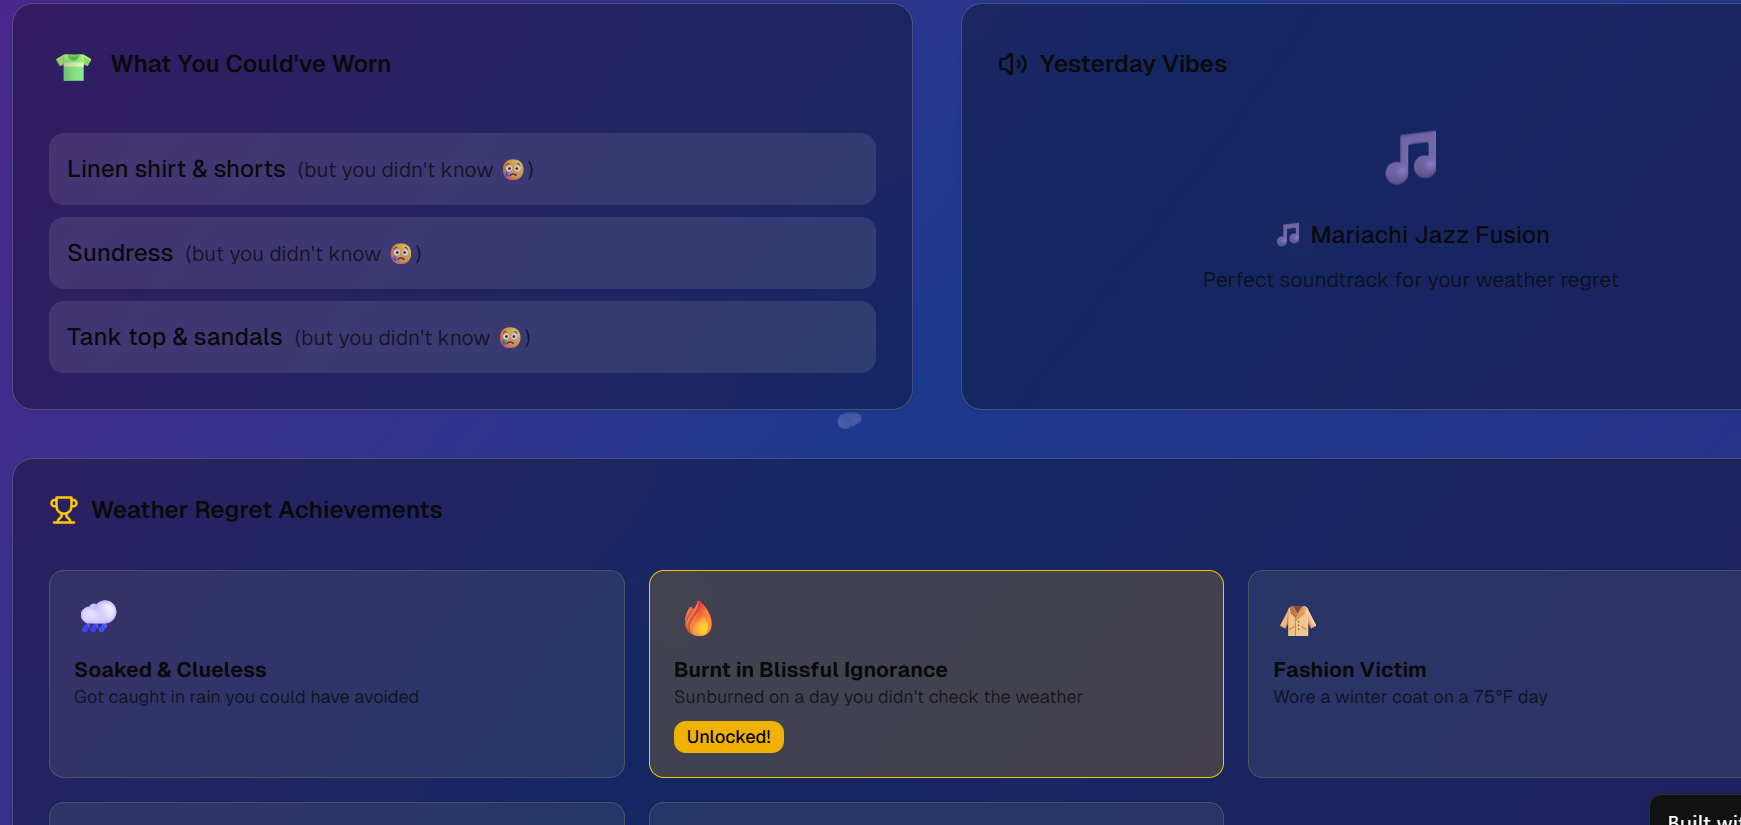 What You Could've Worn
Linen shirt & shorts (but you didn't know 😢)
Sundress (but you didn't know 😢)
Tank top & sandals (but you didn't know 😢)
Yesterday Vibes
🎵 Mariachi Jazz Fusion
Perfect soundtrack for your weather regret
Weather Regret Achievements
Soaked & Clueless
Got caught in rain you could have avoided
Burnt in Blissful Ignorance
Sunburned on a day you didn't check the weather
Unlocked!
Fashion Victim
Wore a winter coat on a 75°F day
Built